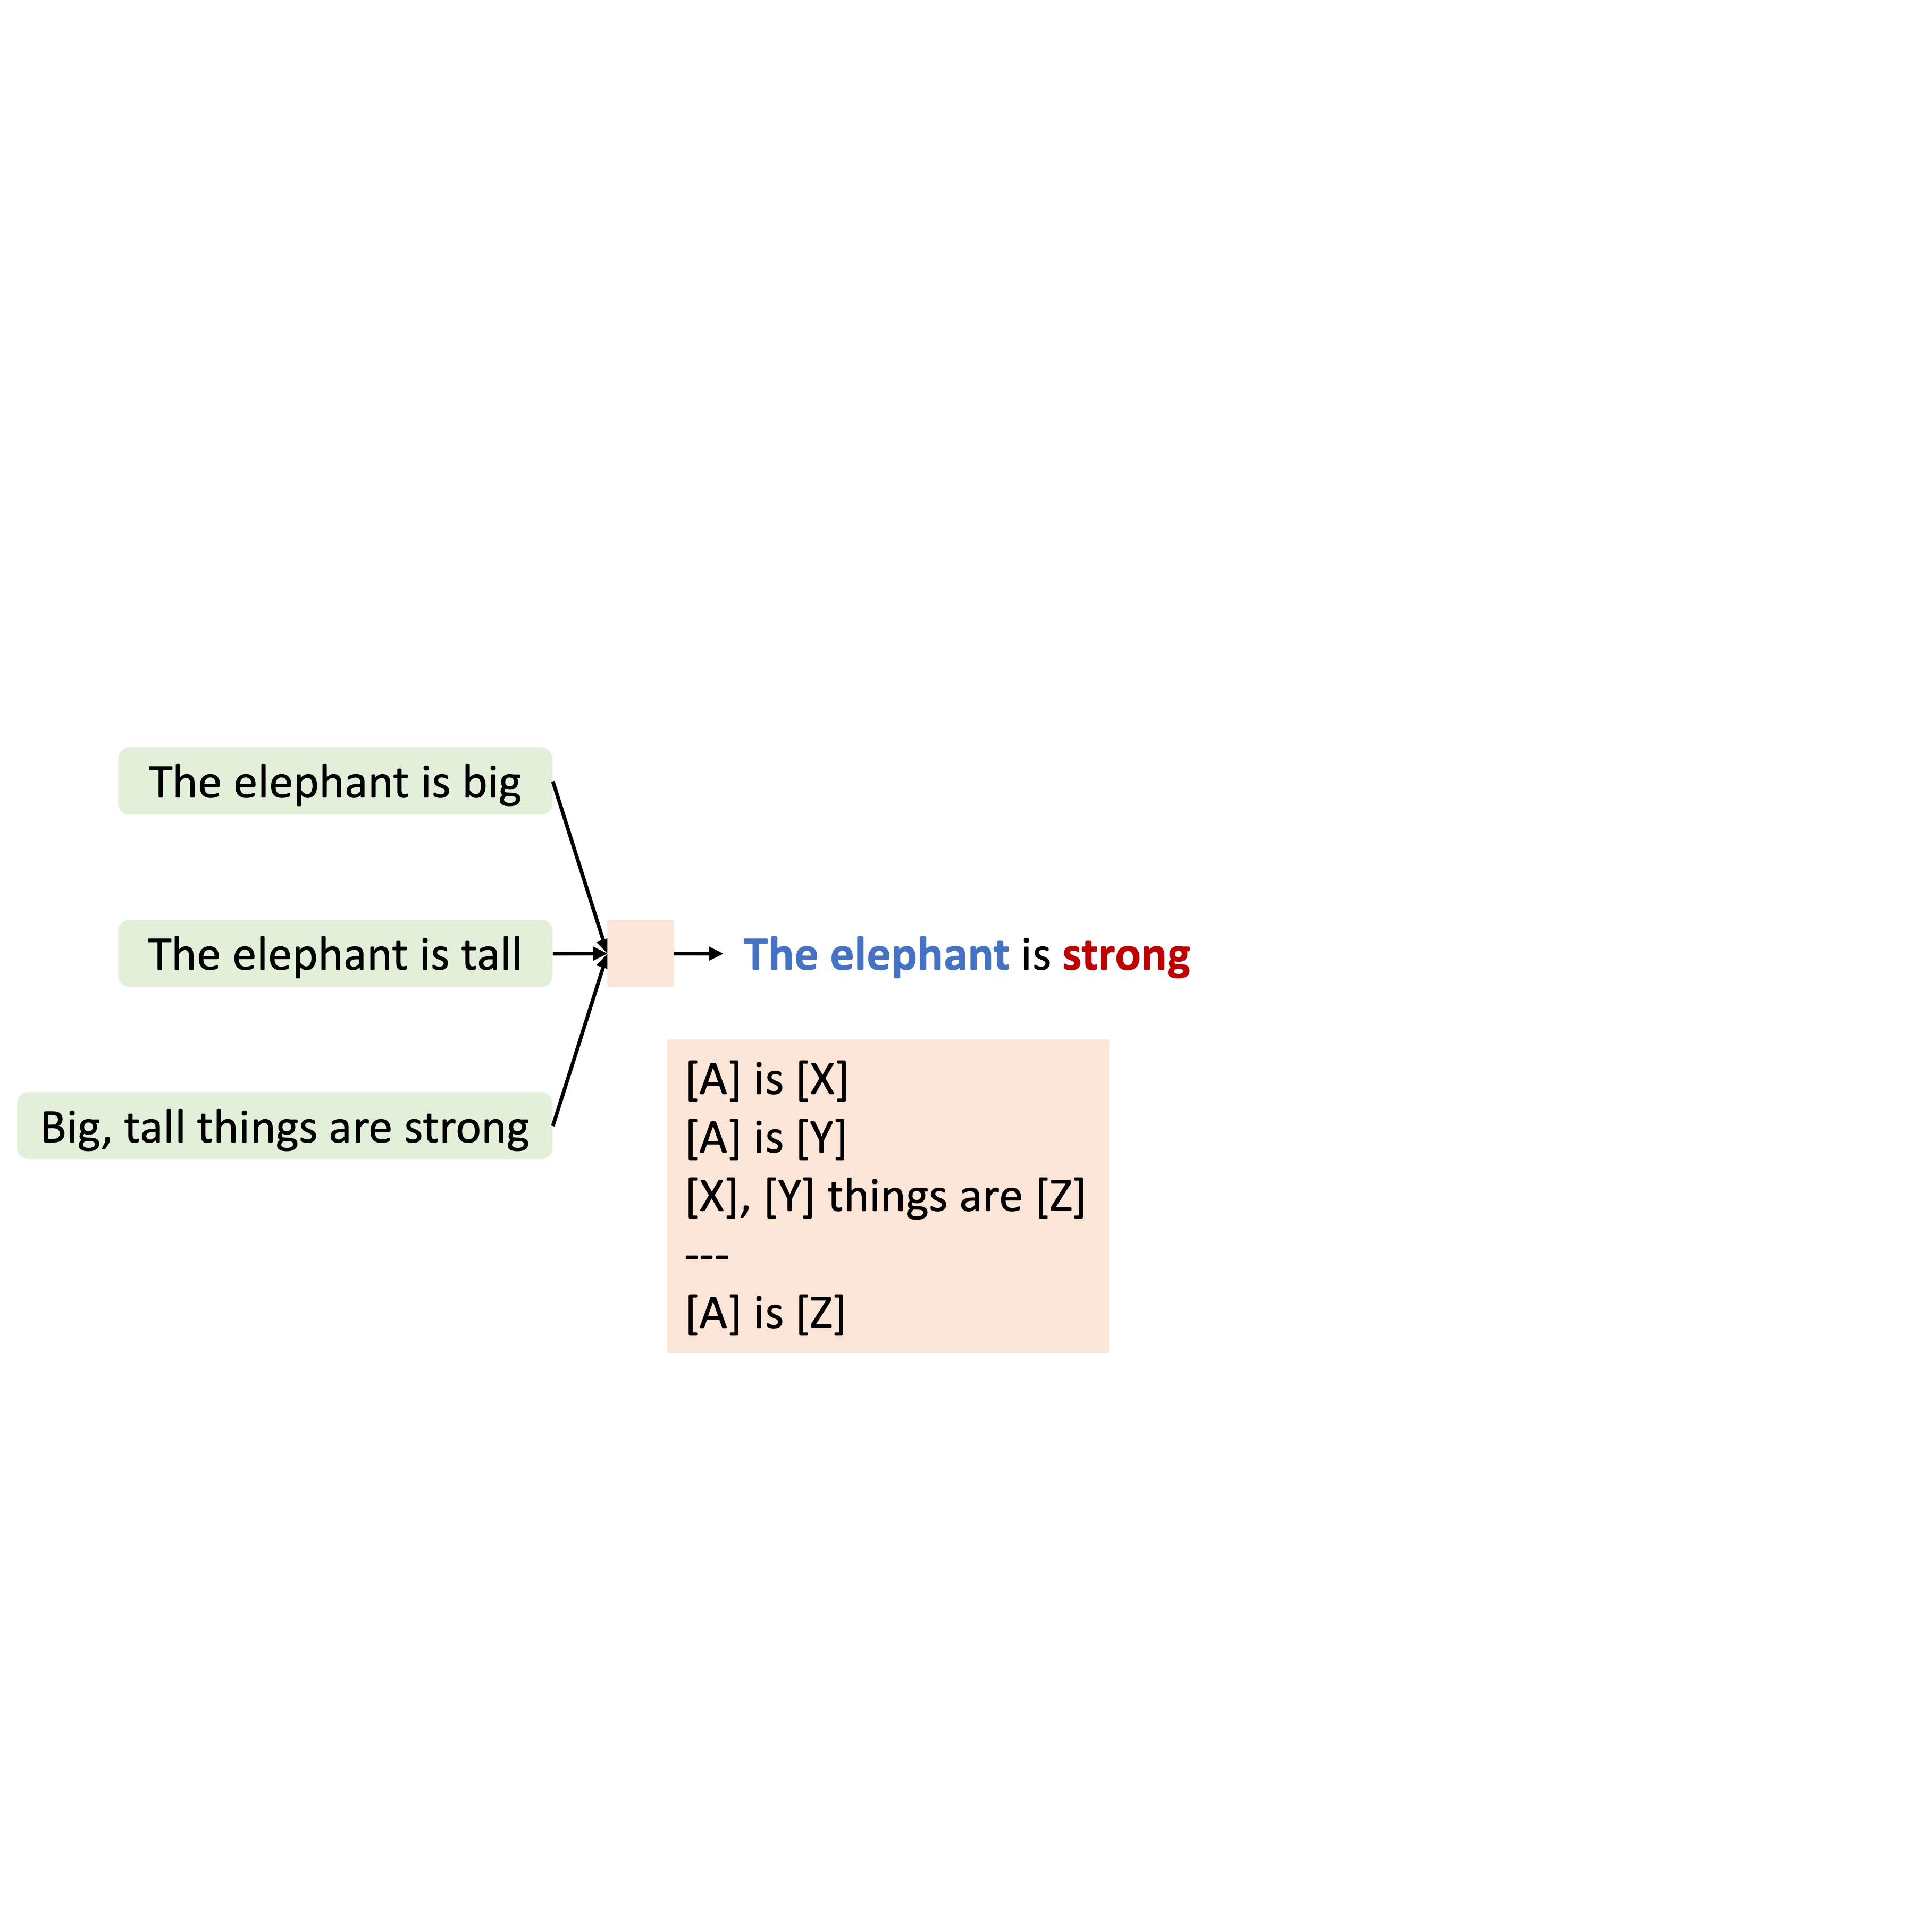 The elephant is big
The elephant is tall
The elephant is strong
Big, tall things are strong
[A] is [X]
[A] is [Y]
[X], [Y] things are [Z]
---
[A] is [Z]